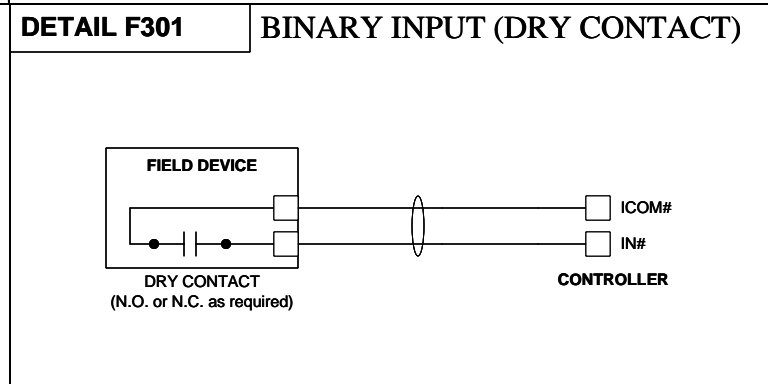 DETAIL F301
BINARY INPUT (DRY CONTACT)
FIELD DEVICE
ICOM#
IN#
DRY CONTACT
(N.O. or N.C. as required)
CONTROLLER